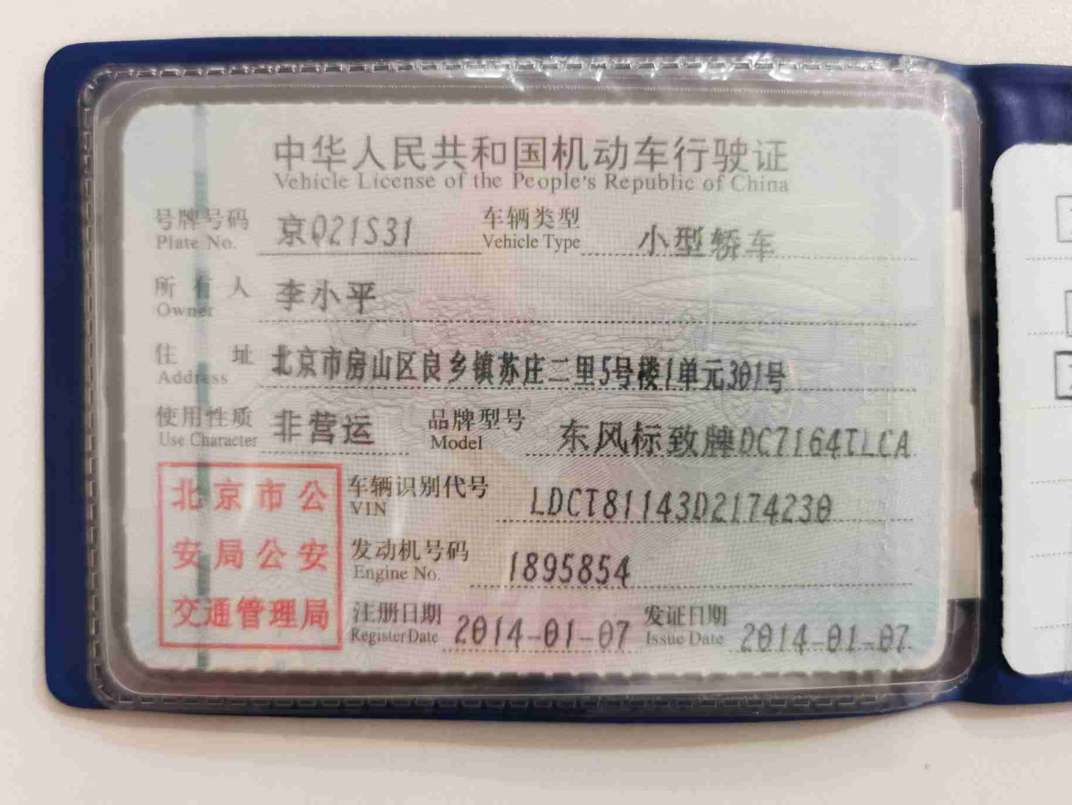 中华人民共和国机动车行驶证
Vehicle License of the People's Republic of China
号牌号码 京Q21S31 车辆类型 小型轿车
Plate No. Vehicle Type
所有人 李小平
Owner
住址 北京市房山区良乡镇苏庄二里5号楼1单元301号
Address
使用性质 非营运 品牌型号 东风标致牌DC7164TLCA
Use Character Model
北京市公
安局公安
交通管理局
车辆识别代号 LDCT81143D2174230
VIN
发动机号码 1895854
Engine No.
注册日期 2014-01-07 发证日期 2014-01-07
Register Date Issue Date